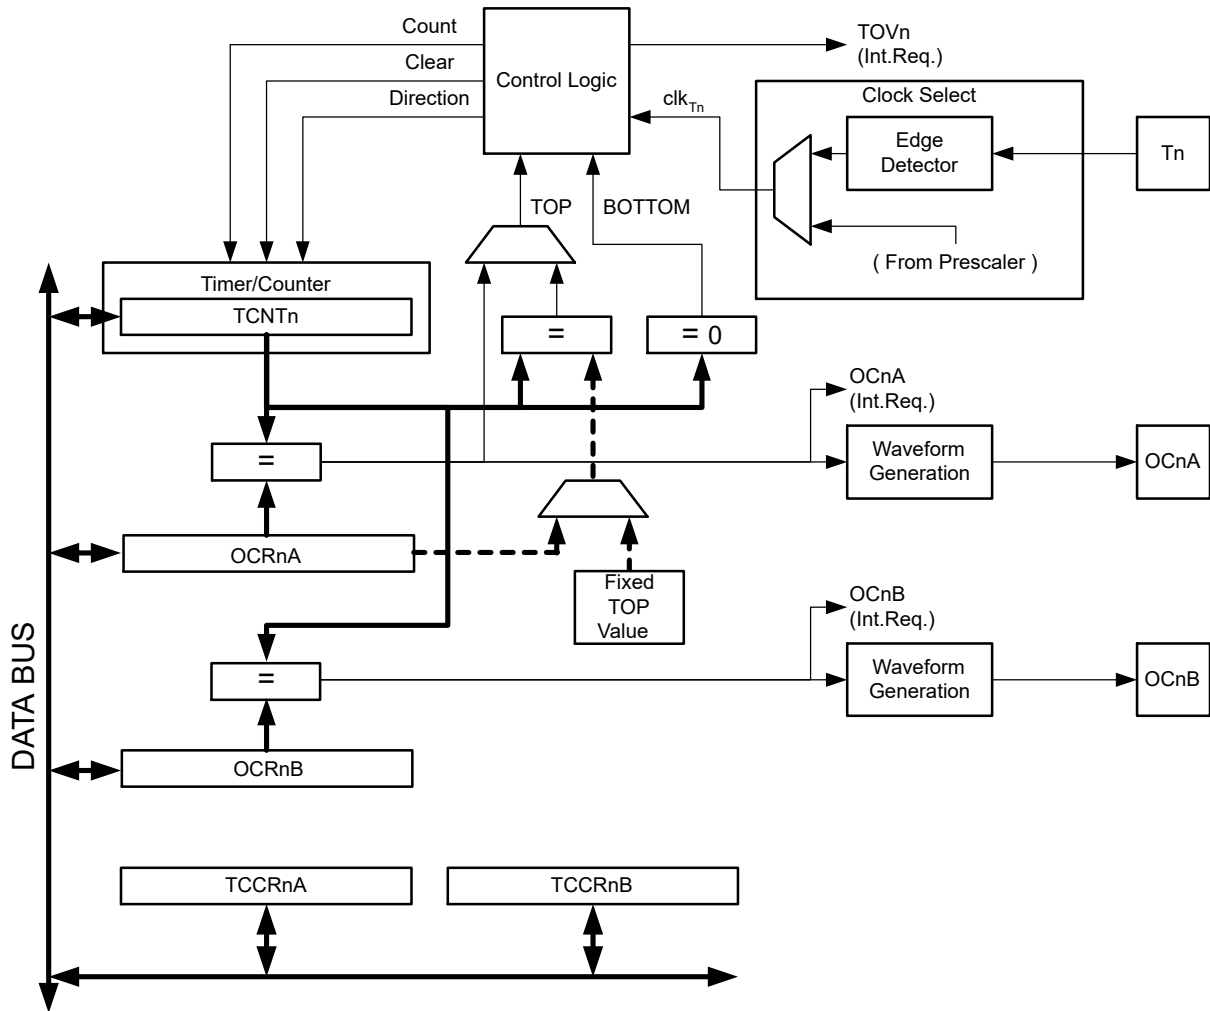 Count
Clear
Direction
Control Logic
TOVn
(Int.Req.)
clkTn
Clock Select
Edge
Detector
Tn
( From Prescaler )
TOP
BOTTOM
Timer/Counter
TCNTn
=
= 0
OCnA
(Int.Req.)
=
Waveform
Generation
OCnA
OCRnA
Fixed
TOP
Value
OCnB
(Int.Req.)
=
Waveform
Generation
OCnB
OCRnB
DATA BUS
TCCRnA
TCCRnB